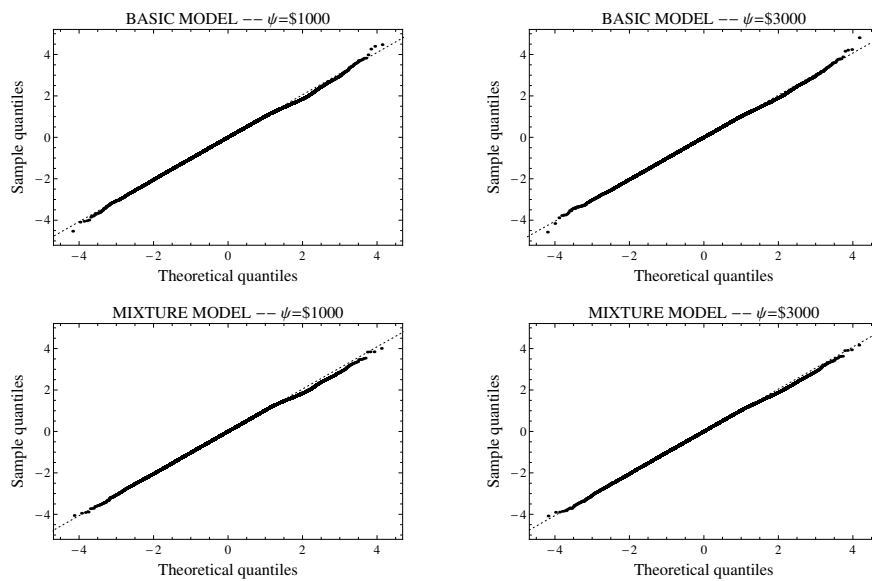 BASIC MODEL −− ψ=$1000
4
2
0
−2
−4
Sample quantiles
−4 −2 0 2 4
Theoretical quantiles
BASIC MODEL −− ψ=$3000
4
2
0
−2
−4
Sample quantiles
−4 −2 0 2 4
Theoretical quantiles
MIXTURE MODEL −− ψ=$1000
4
2
0
−2
−4
Sample quantiles
−4 −2 0 2 4
Theoretical quantiles
MIXTURE MODEL −− ψ=$3000
4
2
0
−2
−4
Sample quantiles
−4 −2 0 2 4
Theoretical quantiles